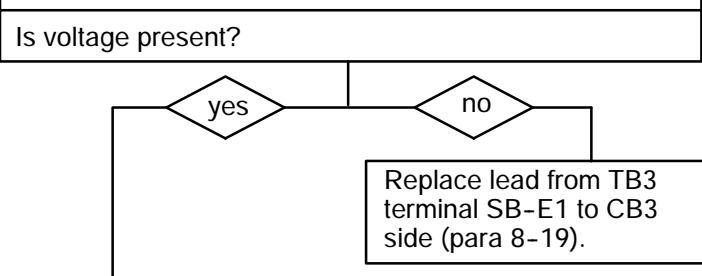 Is voltage present?
yes
no
Replace lead from TB3
terminal SB-E1 to CB3
side (para 8-19).